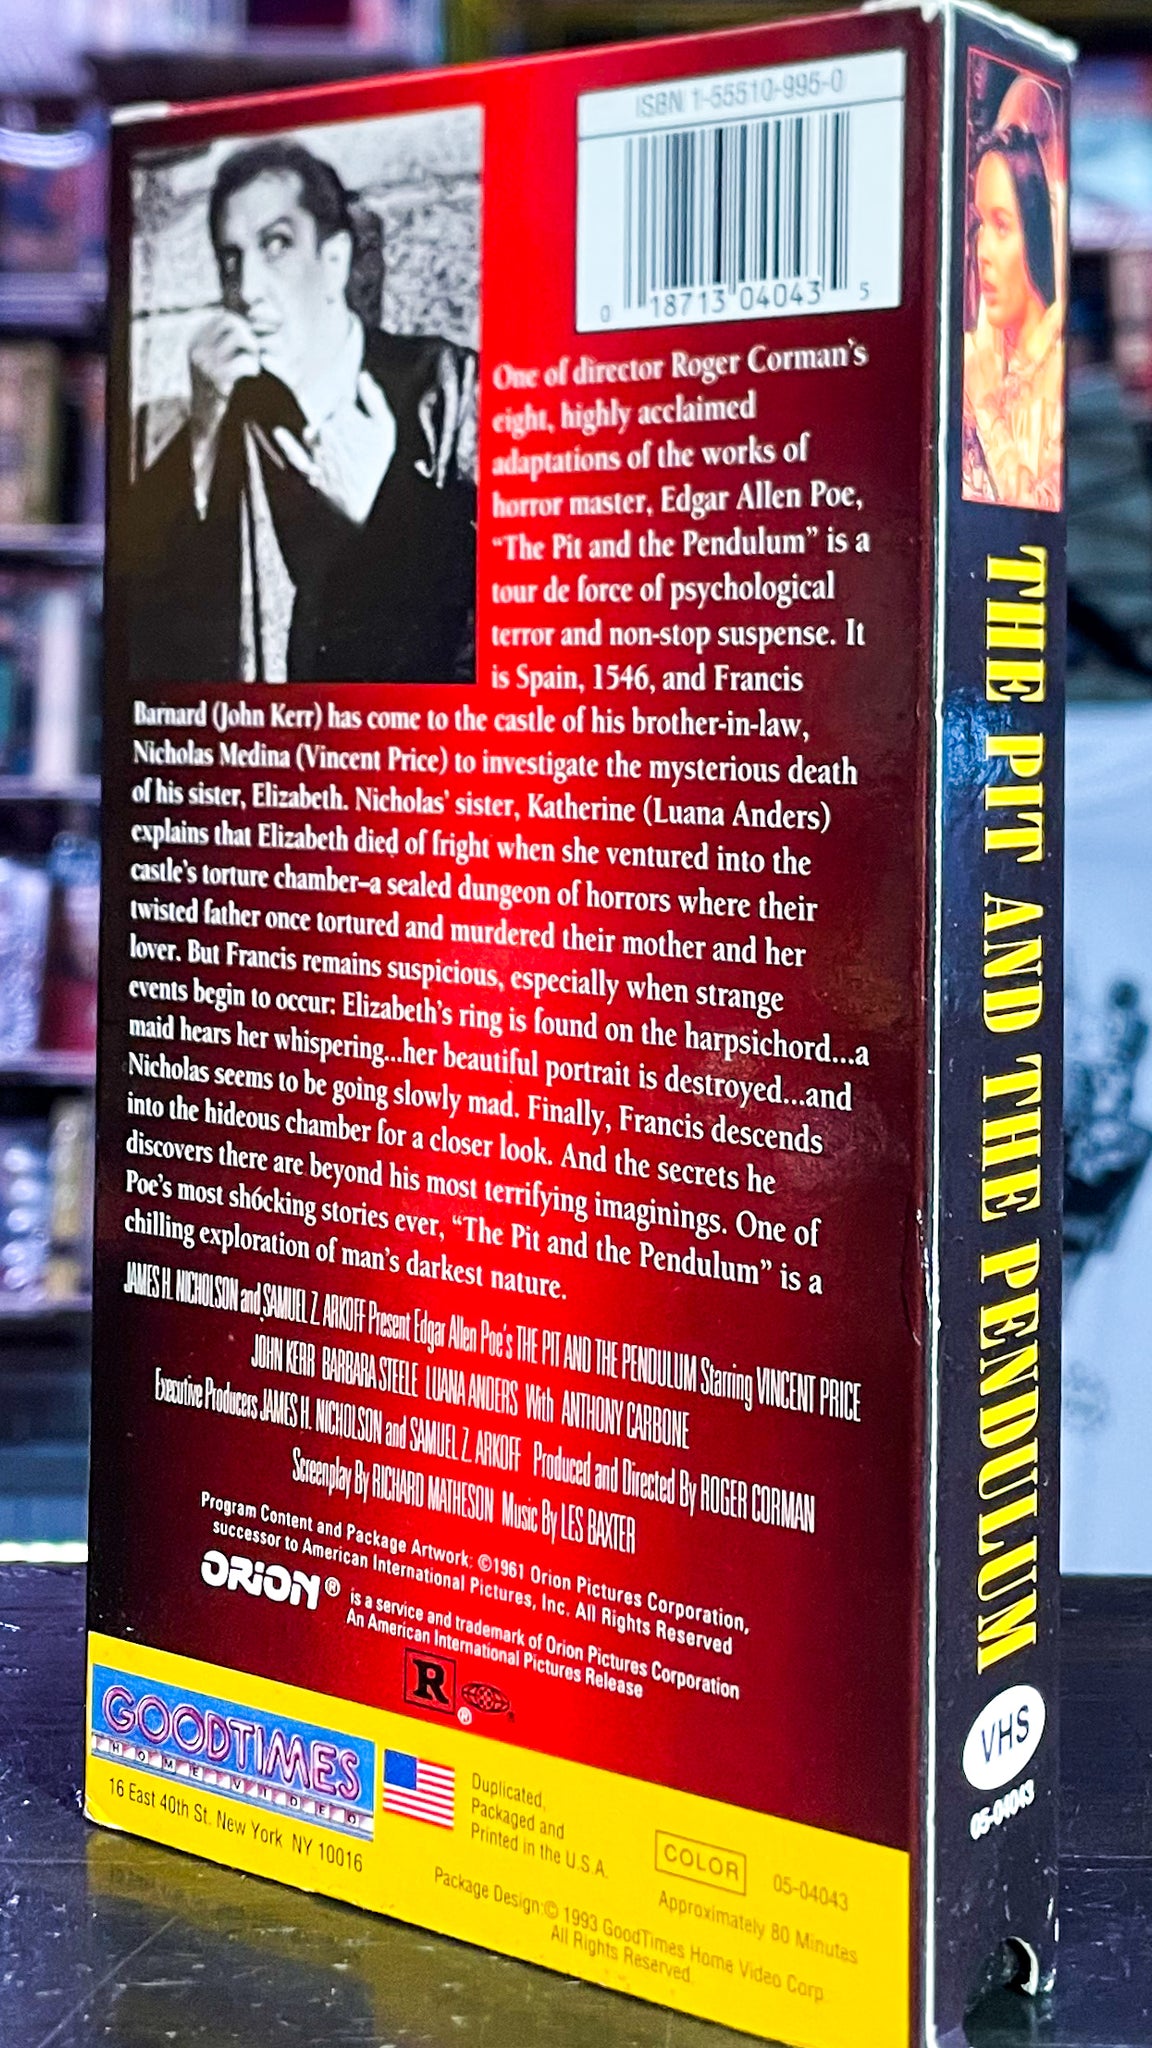 ISBN 1-55510-995-0
0 18713 04043 5
One of director Roger Corman's
eight, highly acclaimed
adaptations of the works of
horror master, Edgar Allen Poe,
"The Pit and the Pendulum" is a
tour de force of psychological
terror and non-stop suspense. It
is Spain, 1546, and Francis
Barnard (John Kerr) has come to the castle of his brother-in-law,
Nicholas Medina (Vincent Price) to investigate the mysterious death
of his sister, Elizabeth. Nicholas' sister, Katherine (Luana Anders)
explains that Elizabeth died of fright when she ventured into the
castle's torture chamber–a sealed dungeon of horrors where their
twisted father once tortured and murdered their mother and her
lover. But Francis remains suspicious, especially when strange
events begin to occur: Elizabeth's ring is found on the harpsichord...a
maid hears her whispering...her beautiful portrait is destroyed...and
Nicholas seems to be going slowly mad. Finally, Francis descends
into the hideous chamber for a closer look. And the secrets he
discovers there are beyond his most terrifying imaginings. One of
Poe's most shocking stories ever, "The Pit and the Pendulum" is a
chilling exploration of man's darkest nature.
JAMES H. NICHOLSON and SAMUEL Z. ARKOFF Present Edgar Allen Poe's THE PIT AND THE PENDULUM Starring VINCENT PRICE
JOHN KERR BARBARA STEELE LUANA ANDERS With ANTHONY CARBONE
Executive Producers JAMES H. NICHOLSON and SAMUEL Z. ARKOFF Produced and Directed By ROGER CORMAN
Screenplay By RICHARD MATHESON Music By LES BAXTER
Program Content and Package Artwork: ©1961 Orion Pictures Corporation,
successor to American International Pictures, Inc. All Rights Reserved
ORION® is a service and trademark of Orion Pictures Corporation
An American International Pictures Release
R ®
GOODTIMES
HOME VIDEO
16 East 40th St. New York NY 10016
Duplicated,
Packaged and
Printed in the U.S.A.
COLOR 05-04043
Approximately 80 Minutes
Package Design:© 1993 GoodTimes Home Video Corp.
All Rights Reserved.
THE PIT AND THE PENDULUM
VHS
05-04043